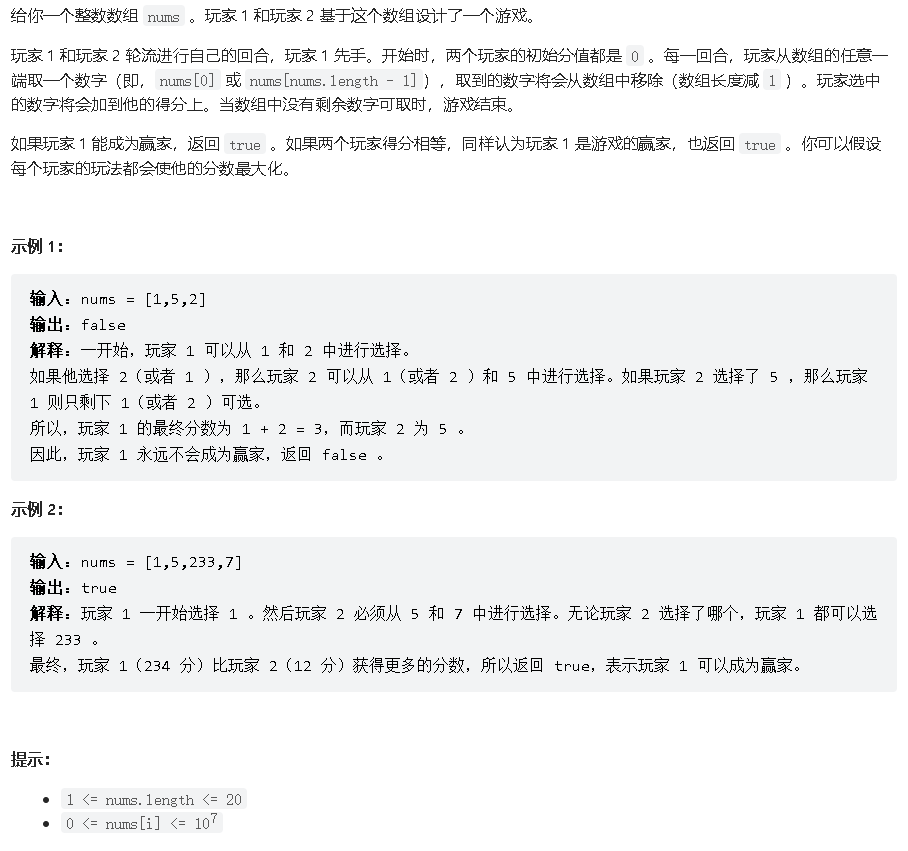 给你一个整数数组 nums 。玩家 1 和玩家 2 基于这个数组设计了一个游戏。
玩家 1 和玩家 2 轮流进行自己的回合，玩家 1 先手。开始时，两个玩家的初始分值都是 0 。每一回合，玩家从数组的任意一
端取一个数字（即，nums[0] 或 nums[nums.length - 1]），取到的数字将会从数组中移除（数组长度减 1 ）。玩家选中
的数字将会加到他的得分上。当数组中没有剩余数字可取时，游戏结束。
如果玩家 1 能成为赢家，返回 true 。如果两个玩家得分相等，同样认为玩家 1 是游戏的赢家，也返回 true 。你可以假设
每个玩家的玩法都会使他的分数最大化。
示例 1：
输入：nums = [1,5,2]
输出：false
解释：一开始，玩家 1 可以从 1 和 2 中进行选择。
如果他选择 2（或者 1 ），那么玩家 2 可以从 1（或者 2 ）和 5 中进行选择。如果玩家 2 选择了 5 ，那么玩家
1 则只剩下 1（或者 2 ）可选。
所以，玩家 1 的最终分数为 1 + 2 = 3，而玩家 2 为 5 。
因此，玩家 1 永远不会成为赢家，返回 false 。
示例 2：
输入：nums = [1,5,233,7]
输出：true
解释：玩家 1 一开始选择 1 。然后玩家 2 必须从 5 和 7 中进行选择。无论玩家 2 选择了哪个，玩家 1 都可以选
择 233 。
最终，玩家 1（234 分）比玩家 2（12 分）获得更多的分数，所以返回 true，表示玩家 1 可以成为赢家。
提示：
• 1 <= nums.length <= 20
• 0 <= nums[i] <= 10⁷